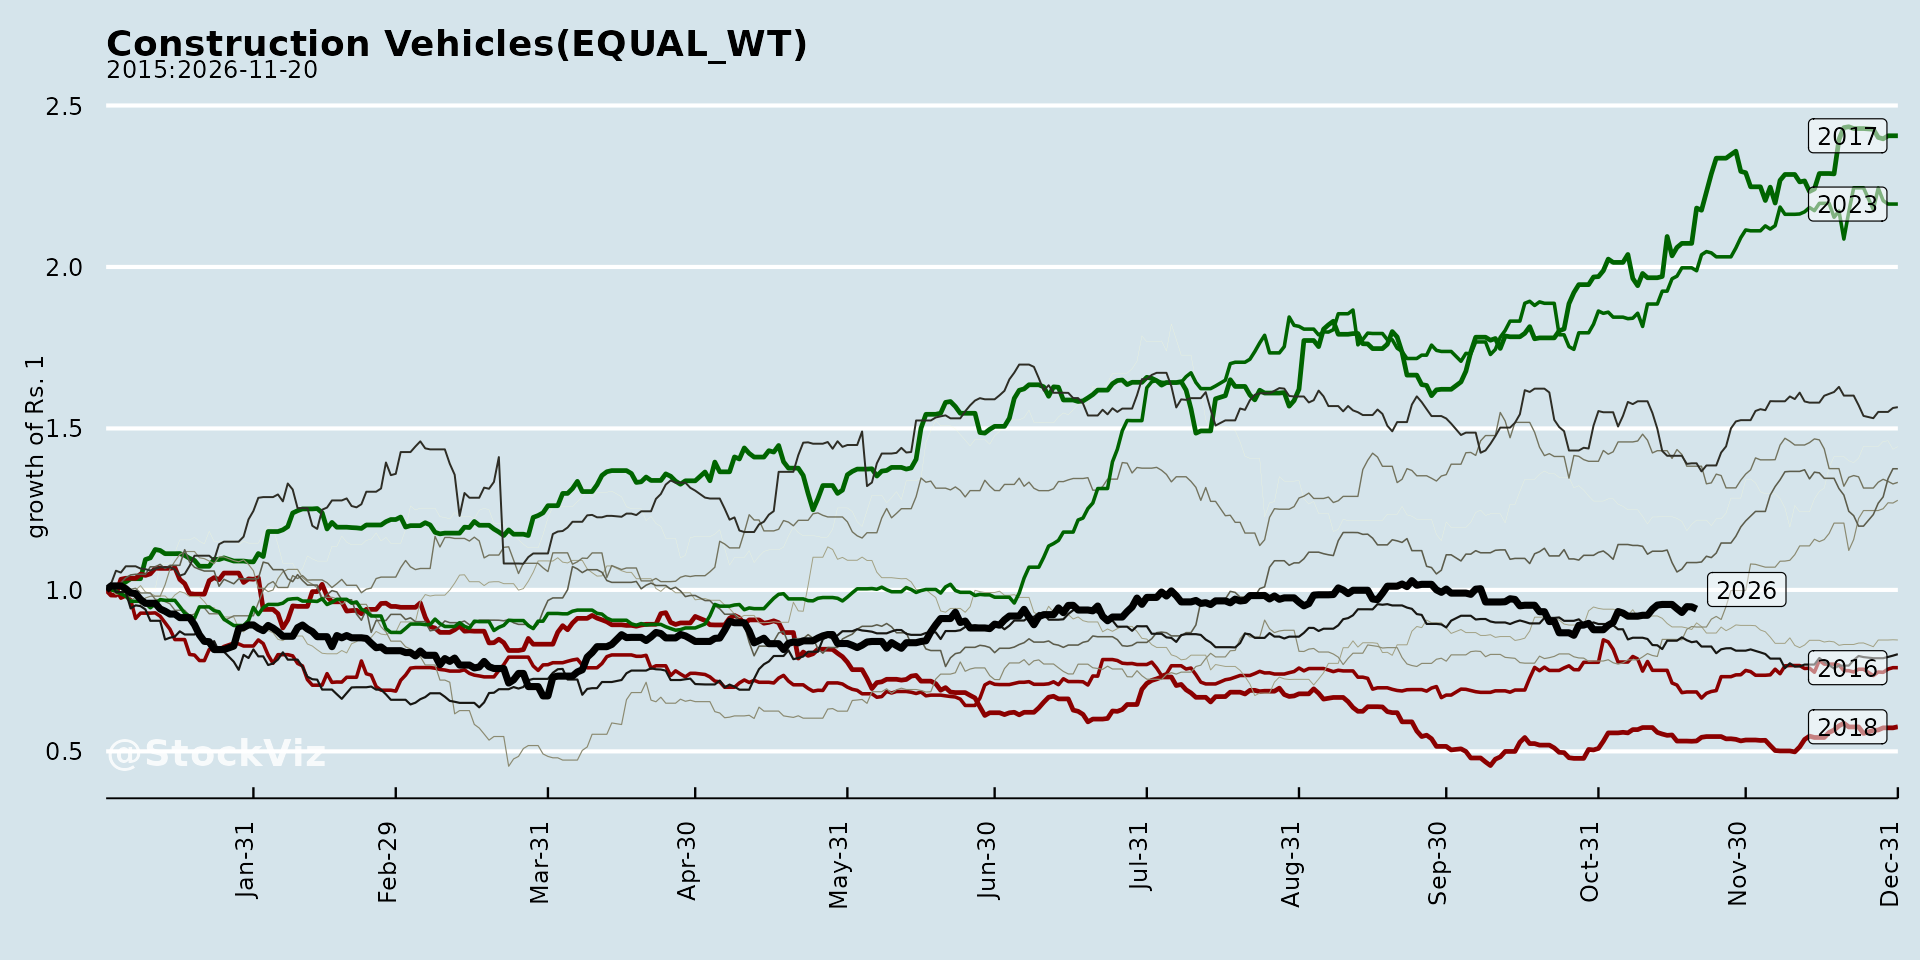 Construction Vehicles(EQUAL_WT)
2015:2026-11-20
growth of Rs. 1
2.5
2.0
1.5
1.0
0.5
2017
2023
2026
2016
2018
@StockViz
Jan-31
Feb-29
Mar-31
Apr-30
May-31
Jun-30
Jul-31
Aug-31
Sep-30
Oct-31
Nov-30
Dec-31